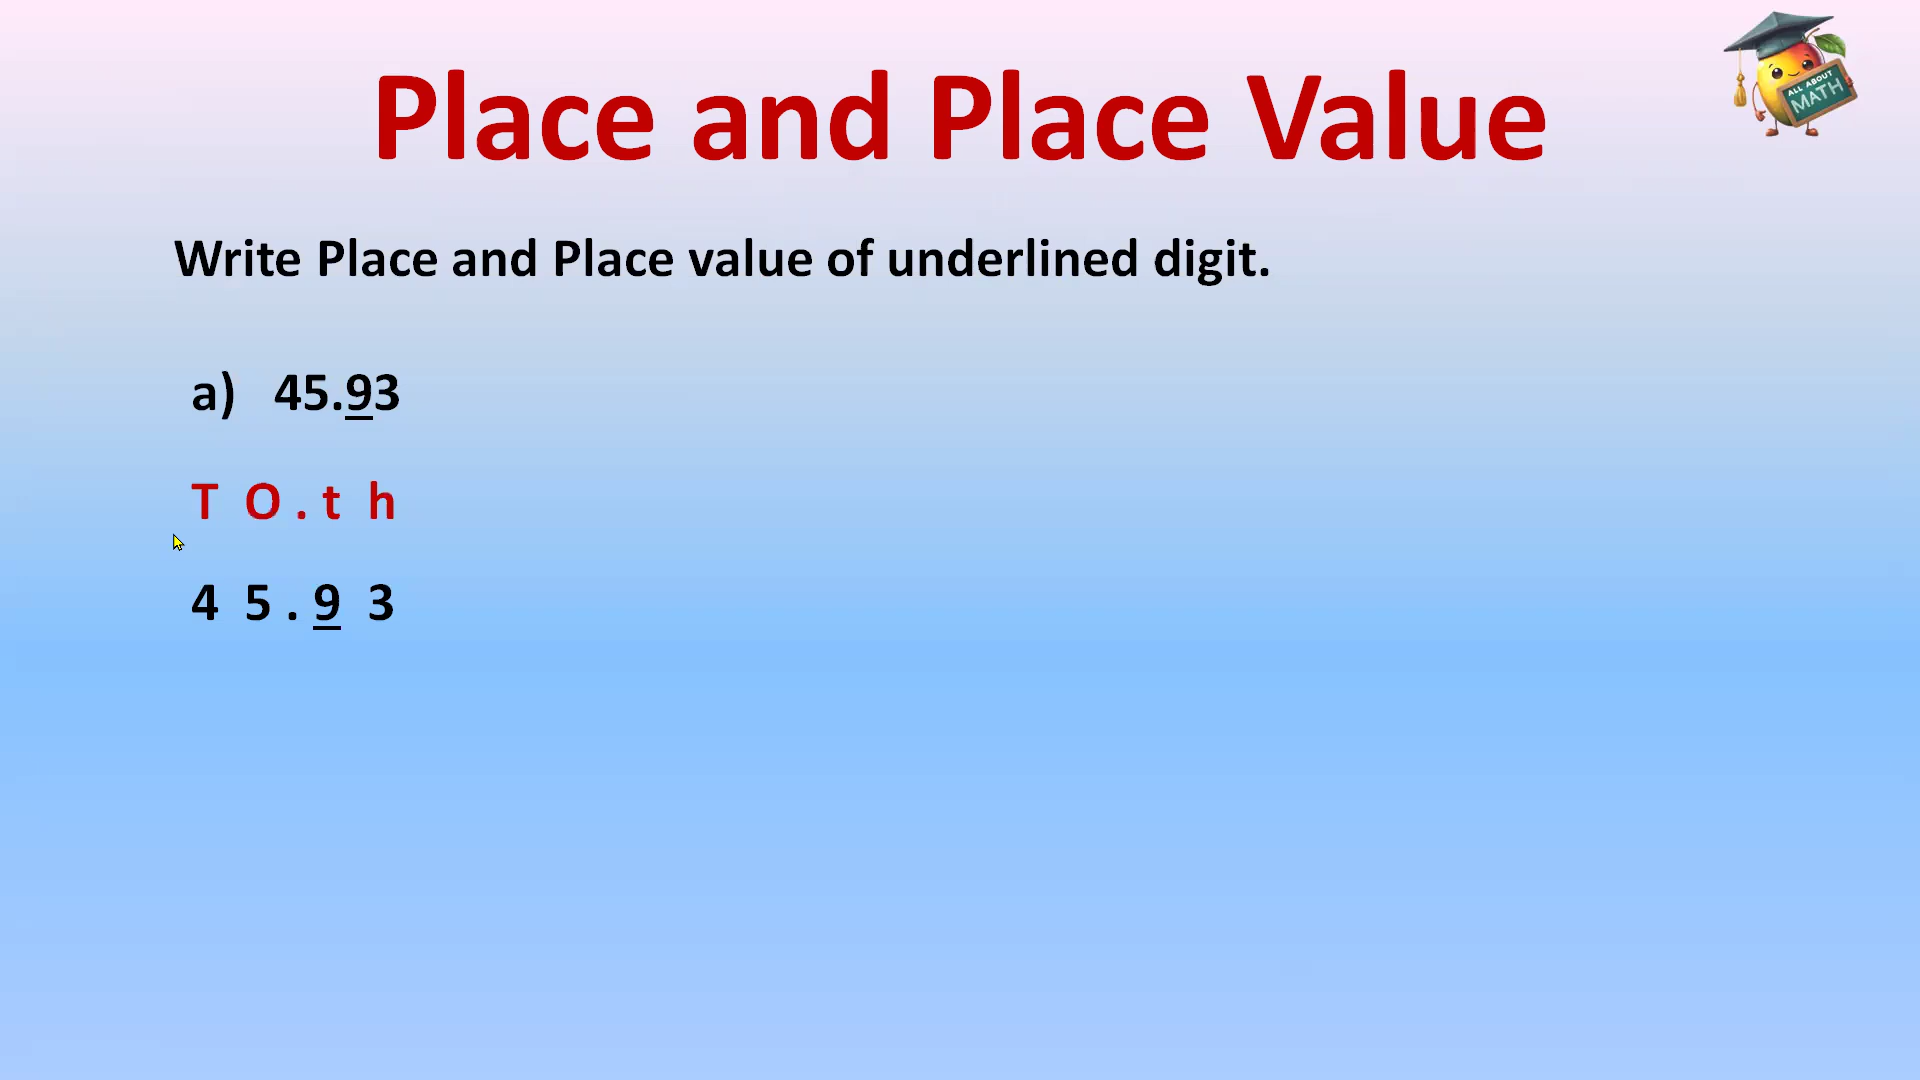 Place and Place Value
ALL ABOUT
MATH
Write Place and Place value of underlined digit.
a) 45.93
T O . t h
4 5 . 9 3